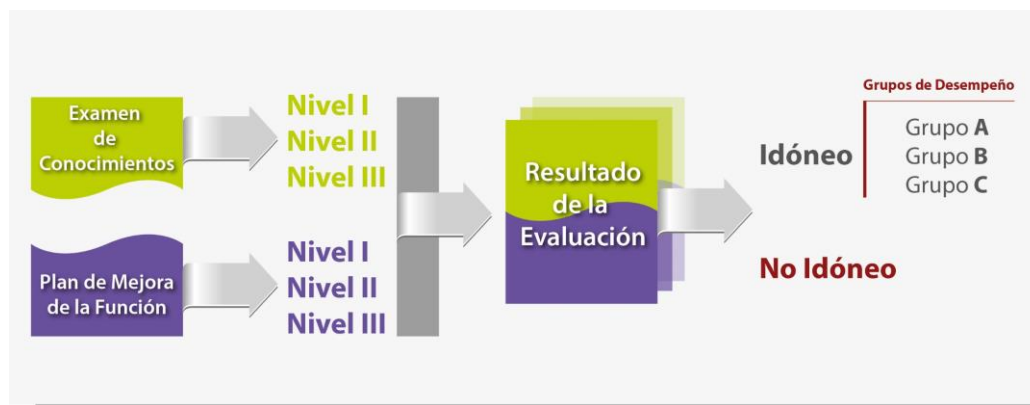 Examen
de
Conocimientos
Nivel I
Nivel II
Nivel III
Plan de Mejora
de la Función
Nivel I
Nivel II
Nivel III
Resultado
de la
Evaluación
Grupos de Desempeño
Idóneo
Grupo A
Grupo B
Grupo C
No Idóneo